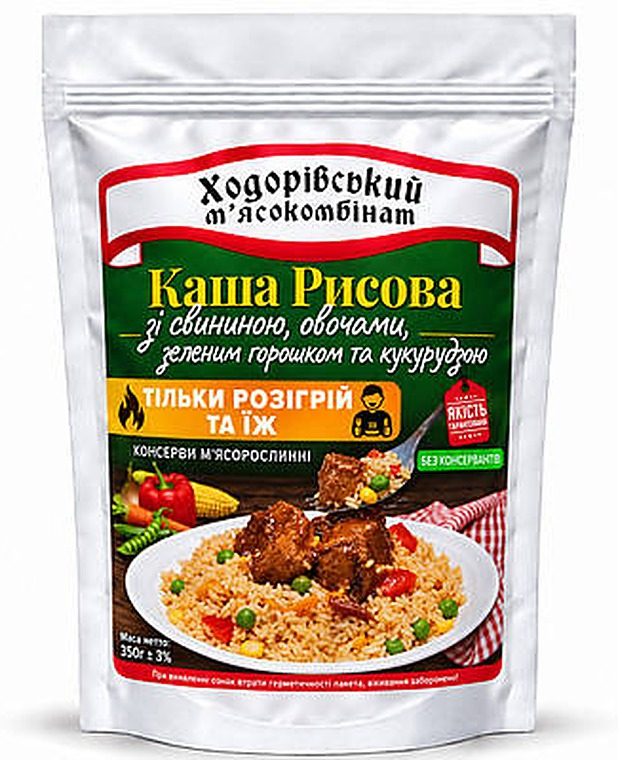 Ходорівський
м'ясокомбінат
Каша Рисова
зі свининою, овочами,
зеленим горошком та кукурудзою
ТІЛЬКИ РОЗІГРІЙ
ТА ЇЖ
ЯКІСТЬ
ГАРАНТОВАНА
КОНСЕРВИ М'ЯСОРОСЛИННІ
БЕЗ КОНСЕРВАНТІВ
Маса нетто:
350г ± 3%
При виявленні ознак втрати герметичності пакета, вживання заборонено!